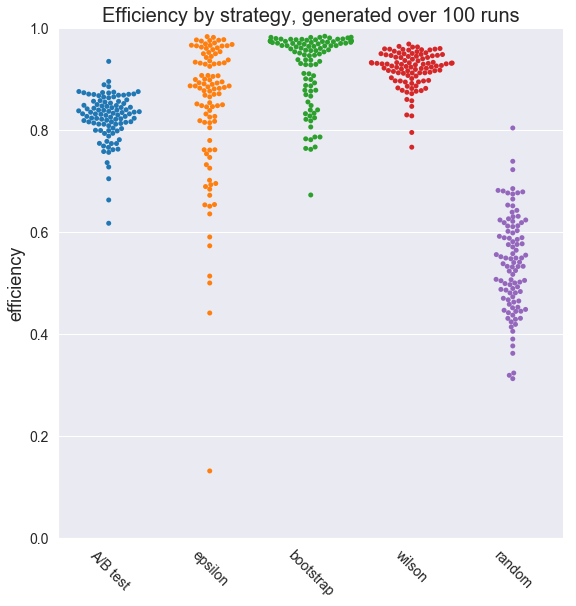 Efficiency by strategy, generated over 100 runs
efficiency
1.0
0.8
0.6
0.4
0.2
0.0
A/B test
epsilon
bootstrap
wilson
random